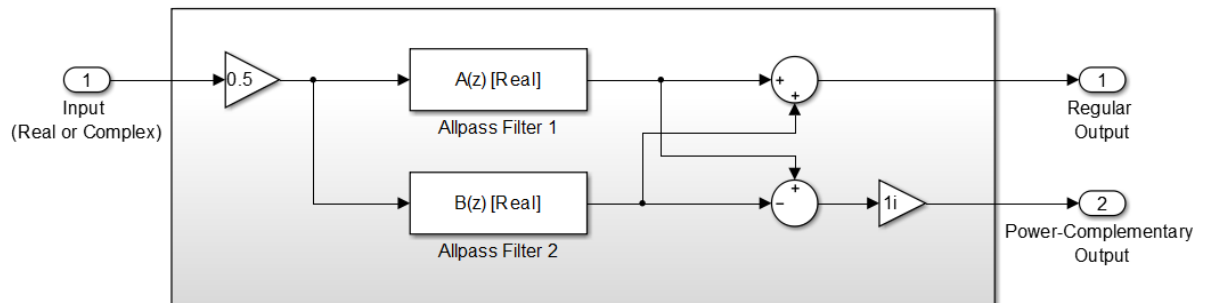 1
Input
(Real or Complex)
0.5
A(z) [Real]
Allpass Filter 1
B(z) [Real]
Allpass Filter 2
+
+
+
−
1i
1
Regular
Output
2
Power-Complementary
Output